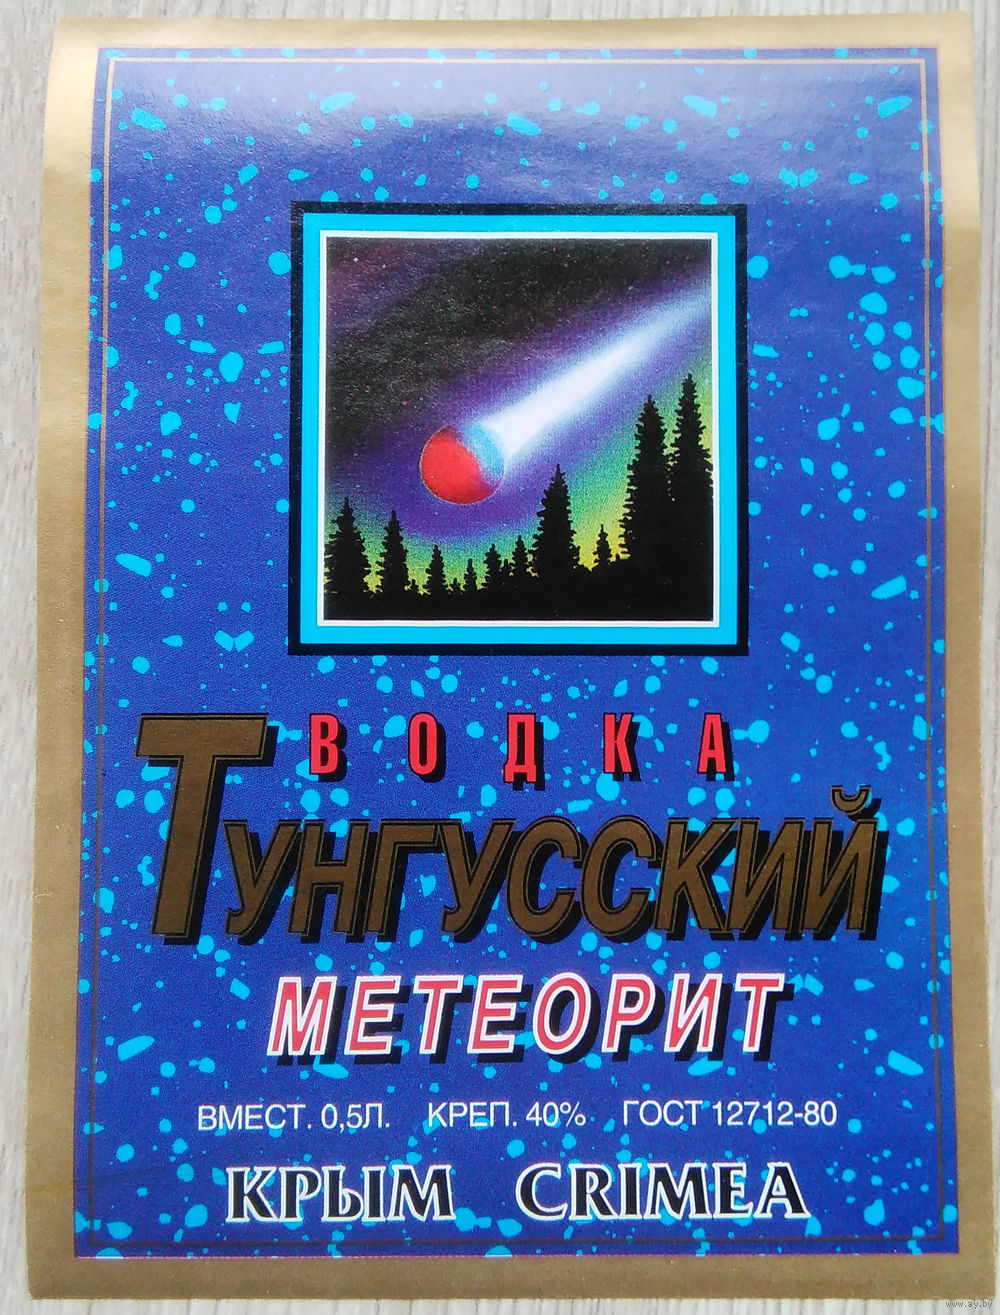 ВОДКА
ТУНГУССКИЙ
МЕТЕОРИТ
ВМЕСТ. 0,5Л. КРЕП. 40% ГОСТ 12712-80
КРЫМ CRIMEA
www.ay.by